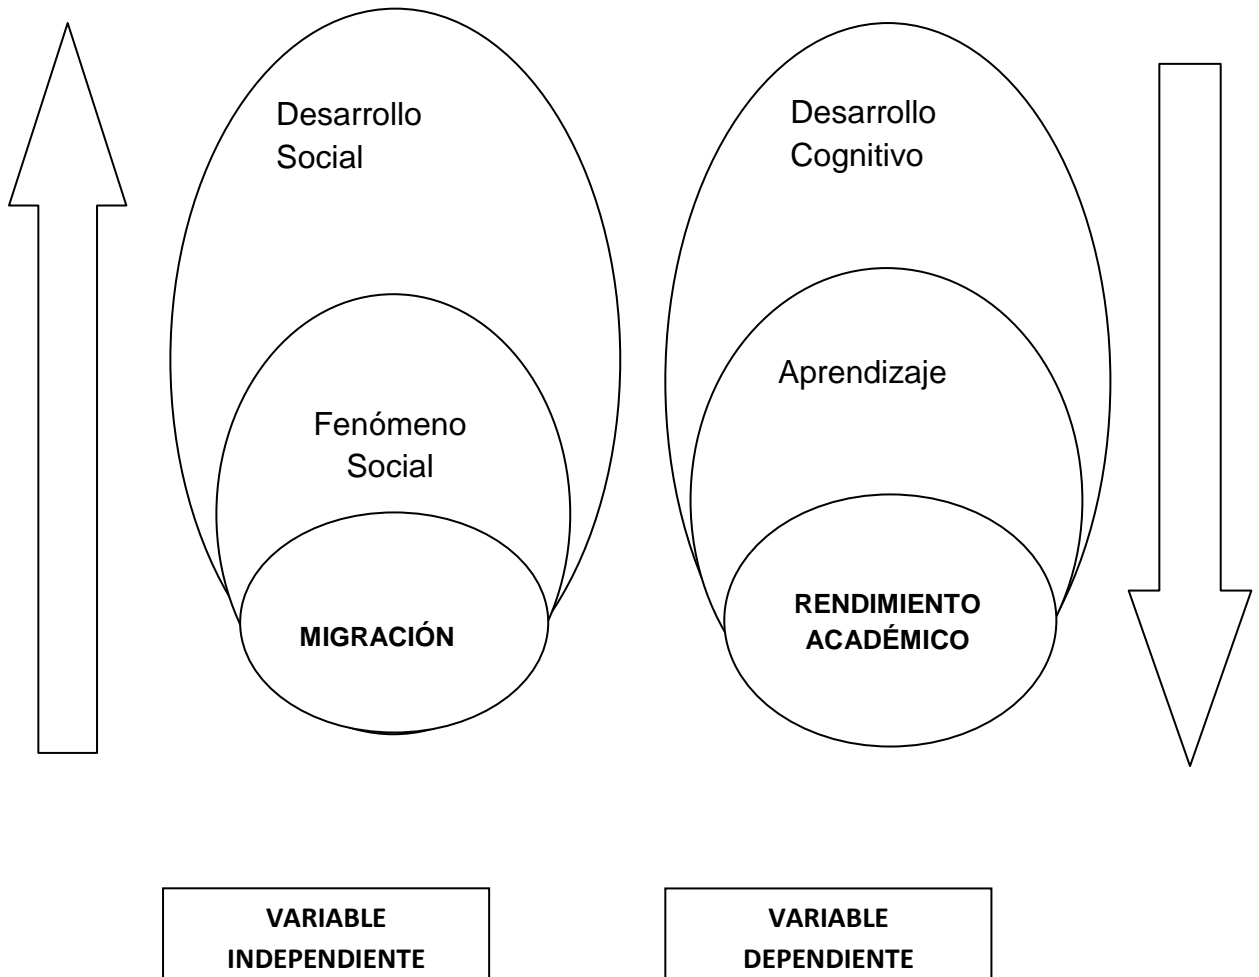 Desarrollo
Social
Desarrollo
Cognitivo
Fenómeno
Social
Aprendizaje
MIGRACIÓN
RENDIMIENTO
ACADÉMICO
VARIABLE
INDEPENDIENTE
VARIABLE
DEPENDIENTE